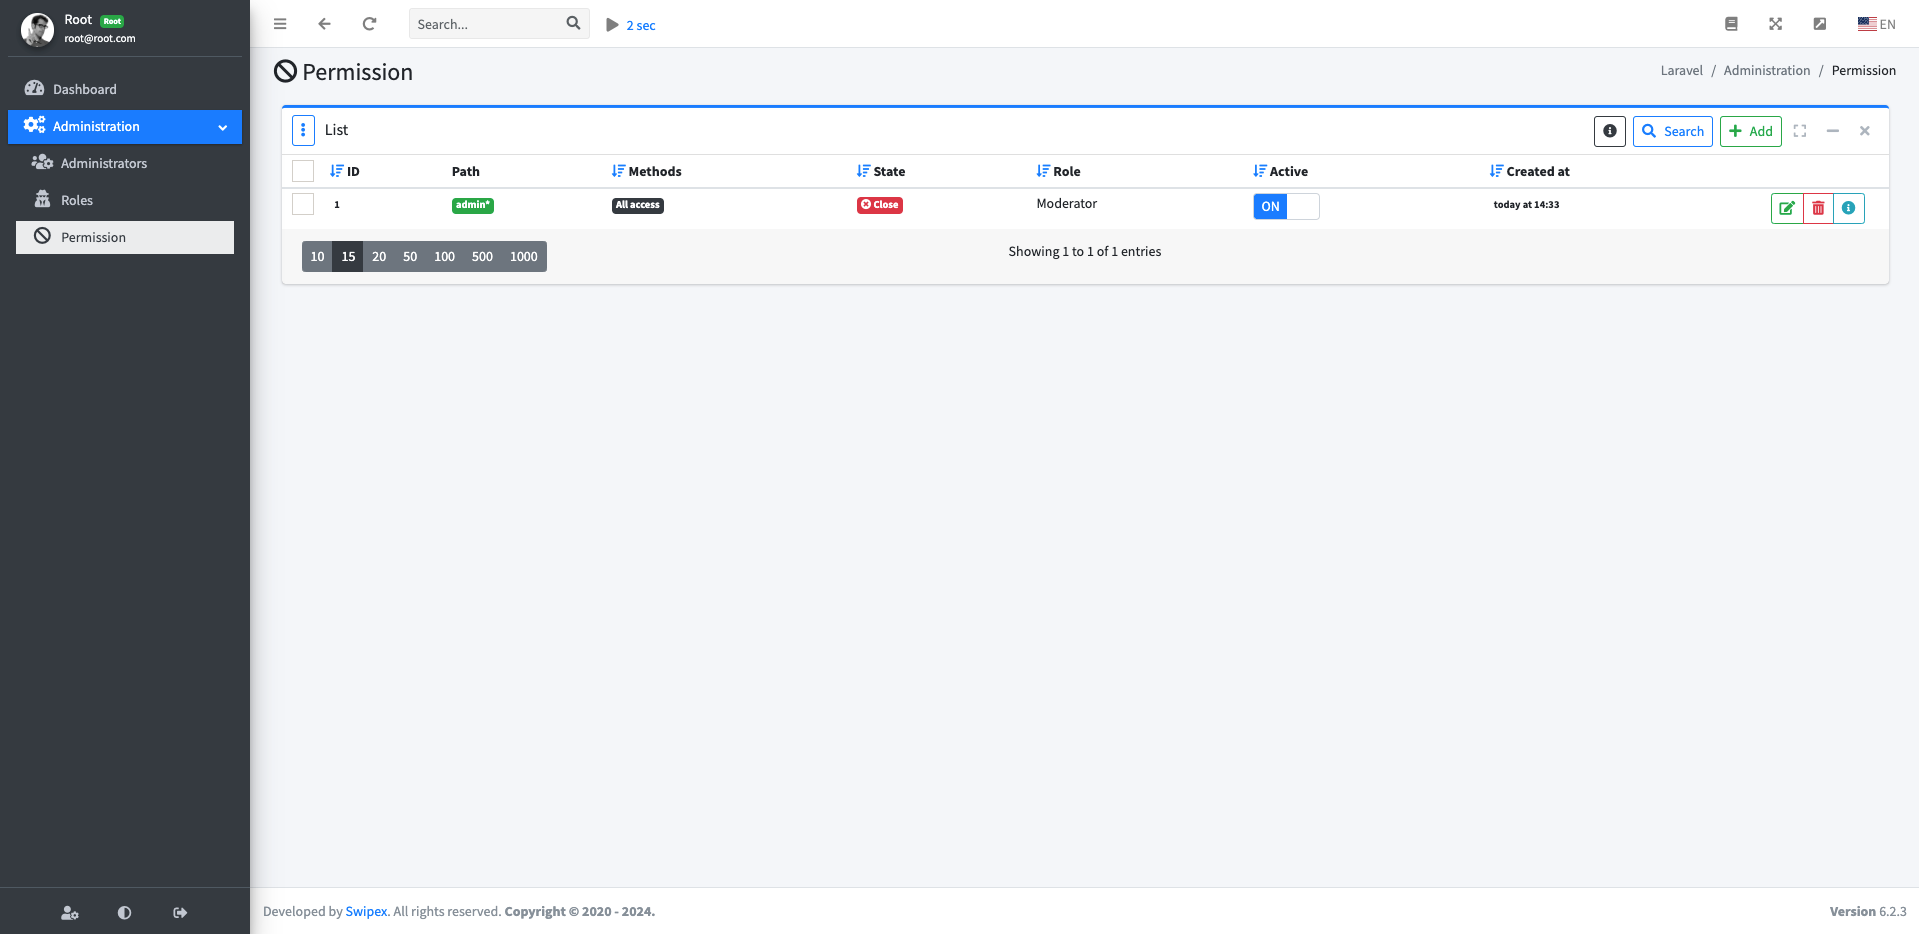 Root Root
root@root.com
Dashboard
Administration
Administrators
Roles
Permission
Search...
2 sec
EN
Permission
Laravel / Administration / Permission
List
Search
Add
ID Path Methods State Role Active Created at
1 admin* All access Close Moderator ON today at 14:33
10 15 20 50 100 500 1000
Showing 1 to 1 of 1 entries
Developed by Swipex. All rights reserved. Copyright © 2020 - 2024.
Version 6.2.3